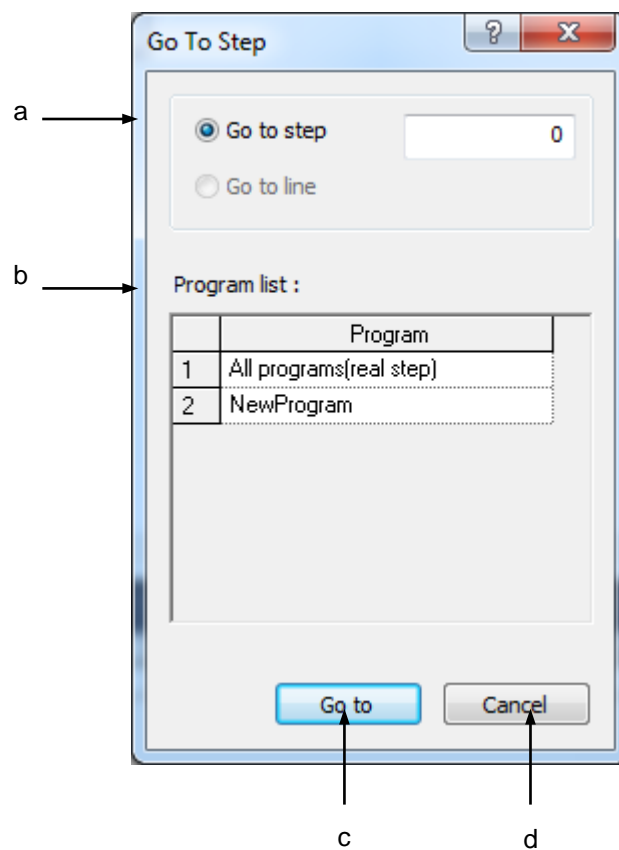 Go To Step
a
Go to step 0
Go to line
b
Program list :
Program
1 All programs(real step)
2 NewProgram
Go to Cancel
c d